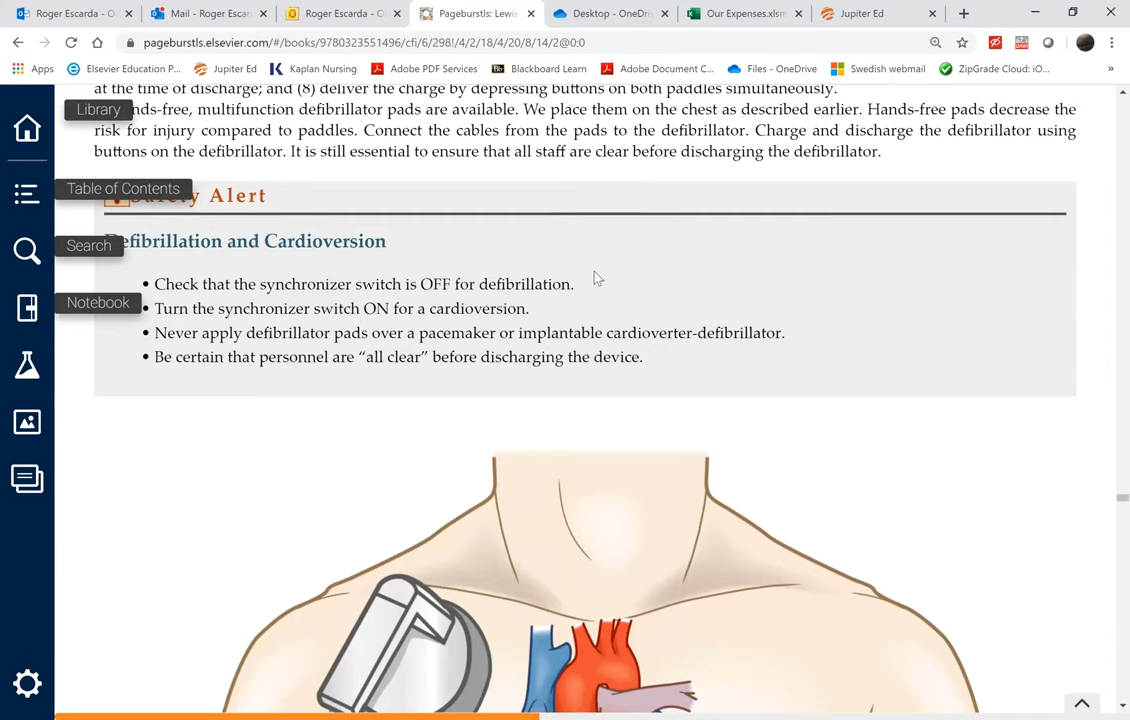 Roger Escarda - Ou
Mail - Roger Escar
Roger Escarda - O
Pageburstls: Lewis
Desktop - OneDri
Our Expenses.xlsm
Jupiter Ed
pageburstls.elsevier.com/#/books/9780323551496/cfi/6/298!/4/2/18/4/20/8/14/2@0:0
Apps
Elsevier Education P...
Jupiter Ed
Kaplan Nursing
Adobe PDF Services
Blackboard Learn
Adobe Document C...
Files - OneDrive
Swedish webmail
ZipGrade Cloud: iO...
»
at the time of discharge; and (8) deliver the charge by depressing buttons on both paddles simultaneously.
Library
nds-free, multifunction defibrillator pads are available. We place them on the chest as described earlier. Hands-free pads decrease the
risk for injury compared to paddles. Connect the cables from the pads to the defibrillator. Charge and discharge the defibrillator using
buttons on the defibrillator. It is still essential to ensure that all staff are clear before discharging the defibrillator.
Table of Contents
Safety Alert
Search
Defibrillation and Cardioversion
• Check that the synchronizer switch is OFF for defibrillation.
Notebook
• Turn the synchronizer switch ON for a cardioversion.
• Never apply defibrillator pads over a pacemaker or implantable cardioverter-defibrillator.
• Be certain that personnel are “all clear” before discharging the device.